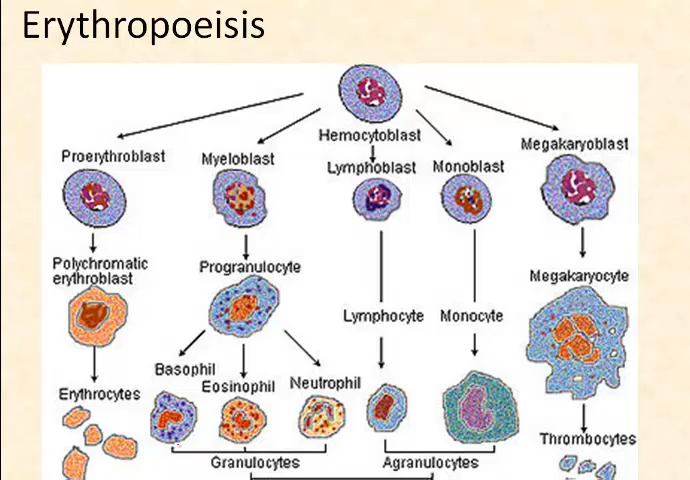 Erythropoeisis
Hemocytoblast
Proerythroblast
Myeloblast
Lymphoblast
Monoblast
Megakaryoblast
Polychromatic
erythroblast
Progranulocyte
Lymphocyte
Monocyte
Megakaryocyte
Erythrocytes
Basophil
Eosinophil
Neutrophil
Thrombocytes
Granulocytes
Agranulocytes